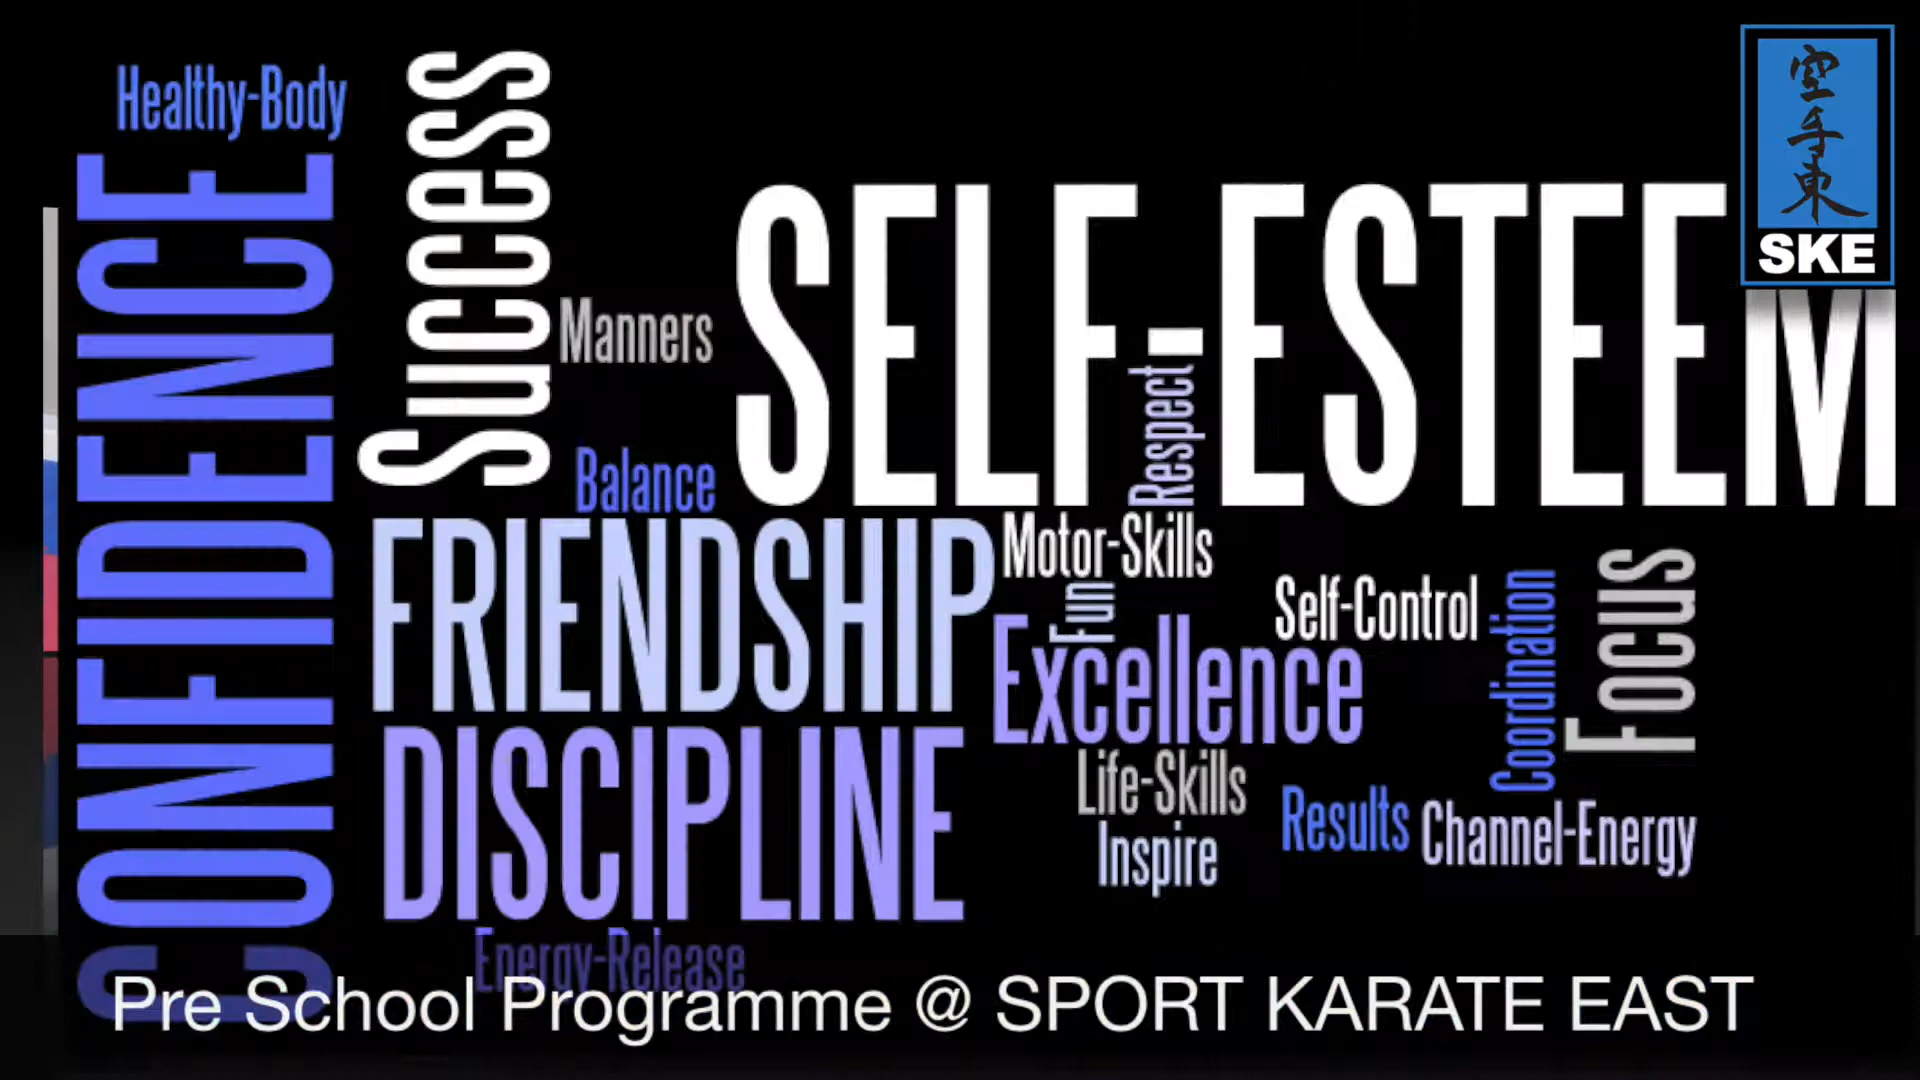 Healthy-Body
CONFIDENCE
Success
Manners
SELF-ESTEEM
Respect
Balance
FRIENDSHIP
Motor-Skills
Fun
Excellence
Self-Control
Coordination
Focus
DISCIPLINE
Life-Skills
Inspire
Results
Channel-Energy
Energy-Release
空手東
SKE
Pre School Programme @ SPORT KARATE EAST